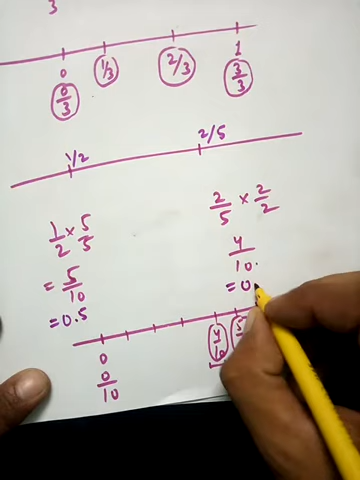 3
0 1/3 2/3 1
0/3 3/3
1/2 2/5
1/2 × 5/5 2/5 × 2/2
= 5/10 4/10.
= 0.5 = 0
0 4/10
0/10